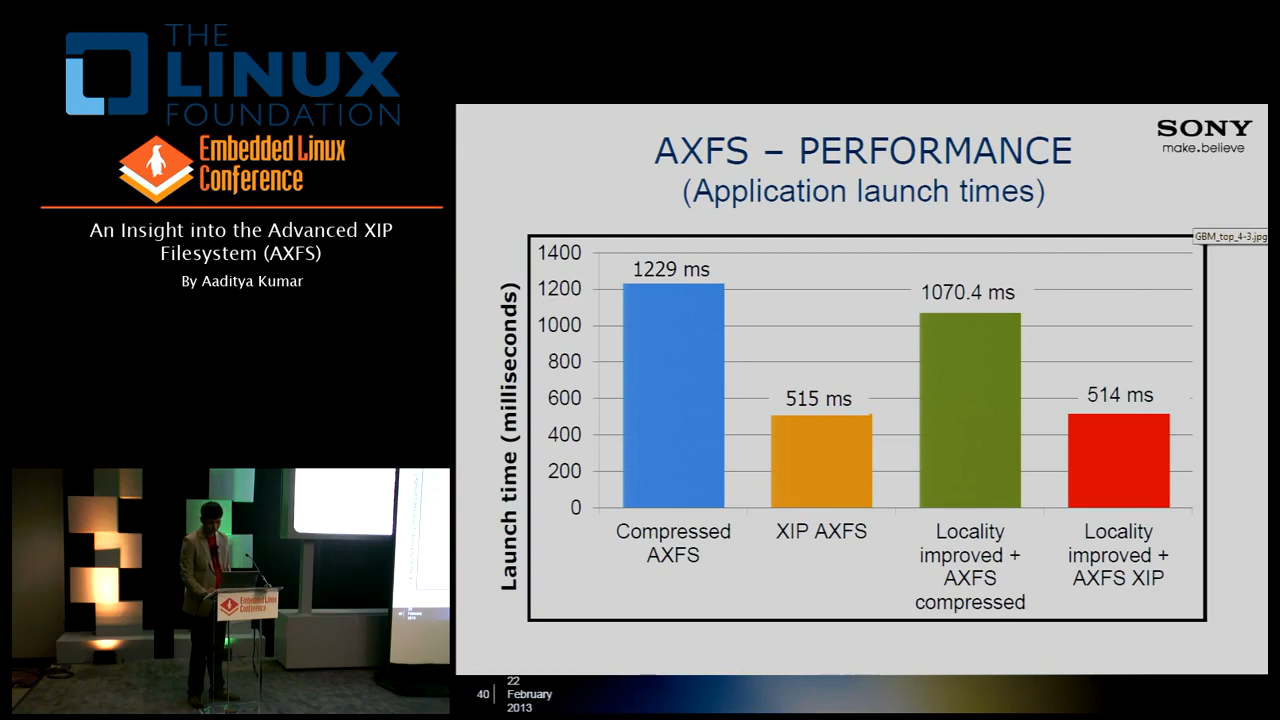 THE
LINUX
FOUNDATION
Embedded Linux
Conference
An Insight into the Advanced XIP
Filesystem (AXFS)
By Aaditya Kumar
SONY
make.believe
AXFS – PERFORMANCE
(Application launch times)
GBM_top_4-3.jpg
Launch time (milliseconds)
1400
1200
1000
800
600
400
200
0
1229 ms
515 ms
1070.4 ms
514 ms
Compressed
AXFS
XIP AXFS
Locality
improved +
AXFS
compressed
Locality
improved +
AXFS XIP
40
22
February
2013
Embedded Linux
Conference